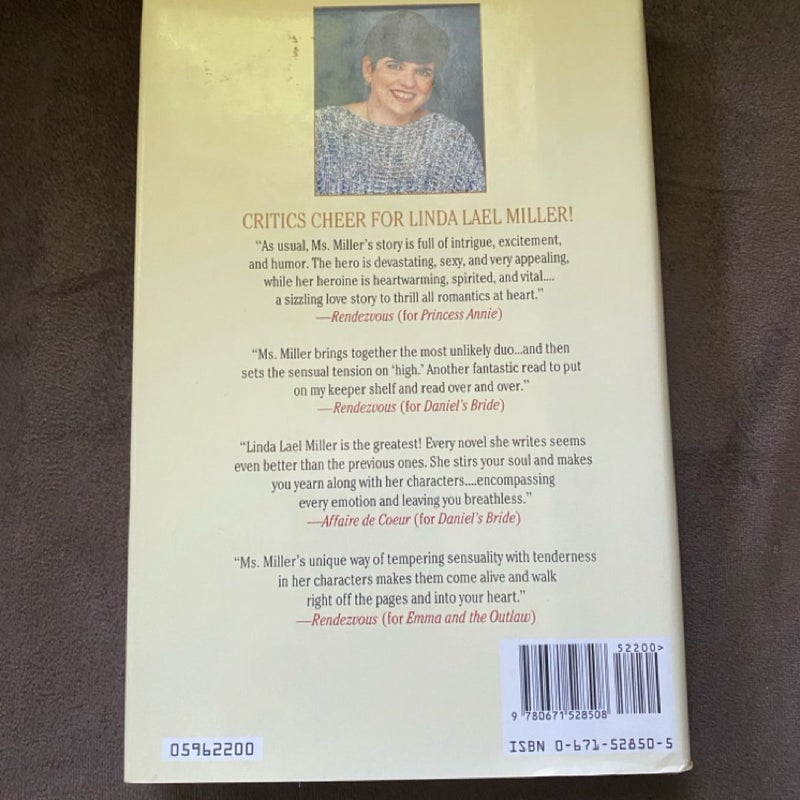 CRITICS CHEER FOR LINDA LAEL MILLER!
“As usual, Ms. Miller’s story is full of intrigue, excitement,
and humor. The hero is devastating, sexy, and very appealing,
while her heroine is heartwarming, spirited, and vital....
a sizzling love story to thrill all romantics at heart.”
—Rendezvous (for Princess Annie)
“Ms. Miller brings together the most unlikely duo...and then
sets the sensual tension on ‘high.’ Another fantastic read to put
on my keeper shelf and read over and over.”
—Rendezvous (for Daniel’s Bride)
“Linda Lael Miller is the greatest! Every novel she writes seems
even better than the previous ones. She stirs your soul and makes
you yearn along with her characters....encompassing
every emotion and leaving you breathless.”
—Affaire de Coeur (for Daniel’s Bride)
“Ms. Miller’s unique way of tempering sensuality with tenderness
in her characters makes them come alive and walk
right off the pages and into your heart.”
—Rendezvous (for Emma and the Outlaw)
52200>
9 780671 528508
05962200
ISBN 0-671-52850-5